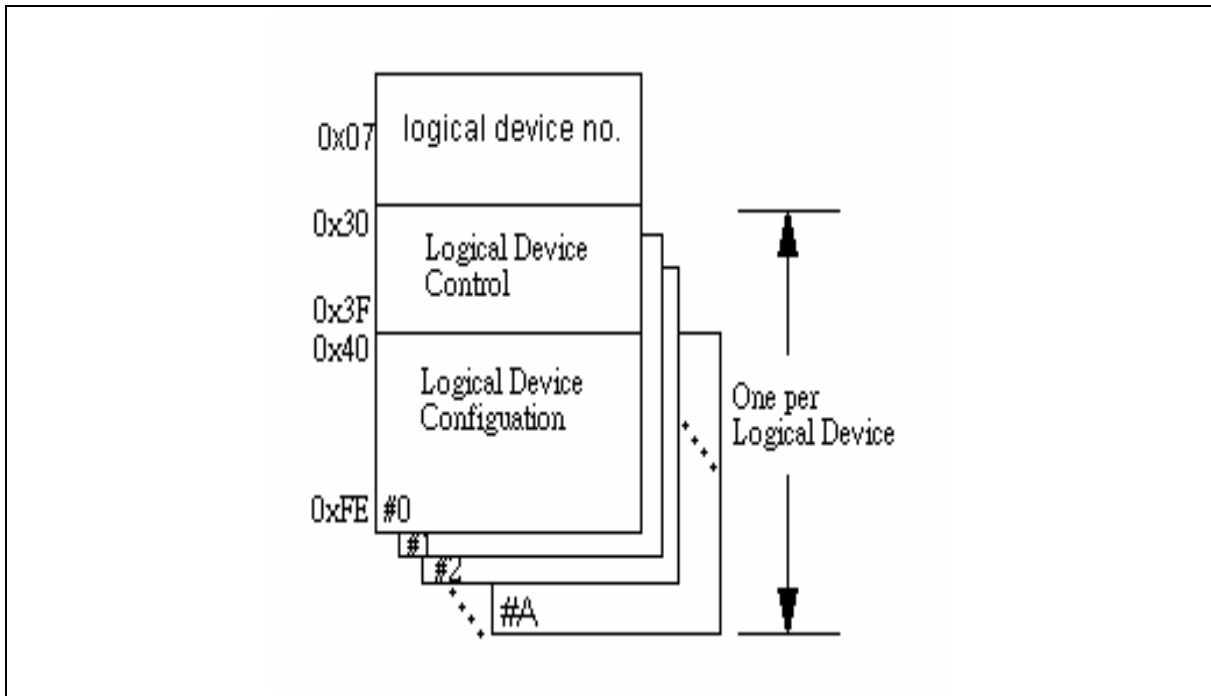 0x07
logical device no.
0x30
Logical Device
Control
0x3F
0x40
Logical Device
Configuation
One per
Logical Device
0xFE
#0
#1
#2
#A